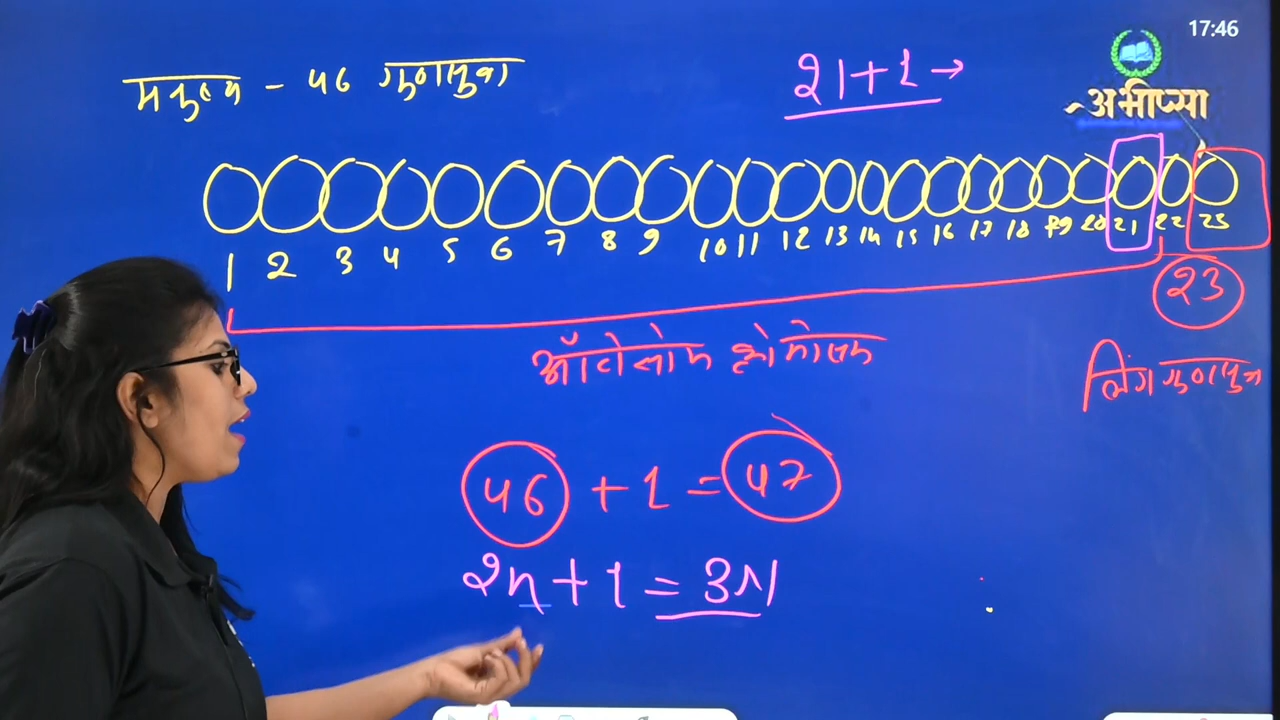 17:46
अभीप्सा
मनुष्य - 46 गुणसुत्र
21+1 →
1 2 3 4 5 6 7 8 9 10 11 12 13 14 15 16 17 18 19 20 21 22 23
23
ऑटोसोम क्रोमोसोम
लिंग गुणसुत्र
46 + 1 = 47
2n + 1 = 3N